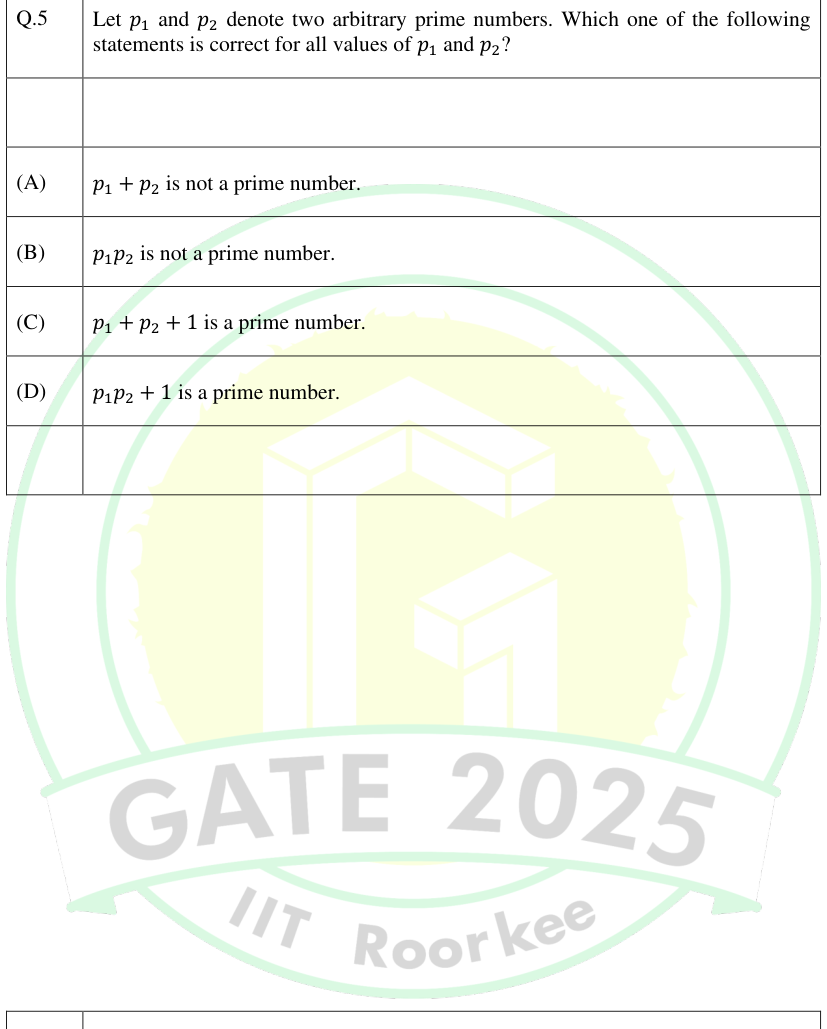 Q.5 Let p₁ and p₂ denote two arbitrary prime numbers. Which one of the following
statements is correct for all values of p₁ and p₂?
(A) p₁ + p₂ is not a prime number.
(B) p₁p₂ is not a prime number.
(C) p₁ + p₂ + 1 is a prime number.
(D) p₁p₂ + 1 is a prime number.
GATE 2025
IIT Roorkee